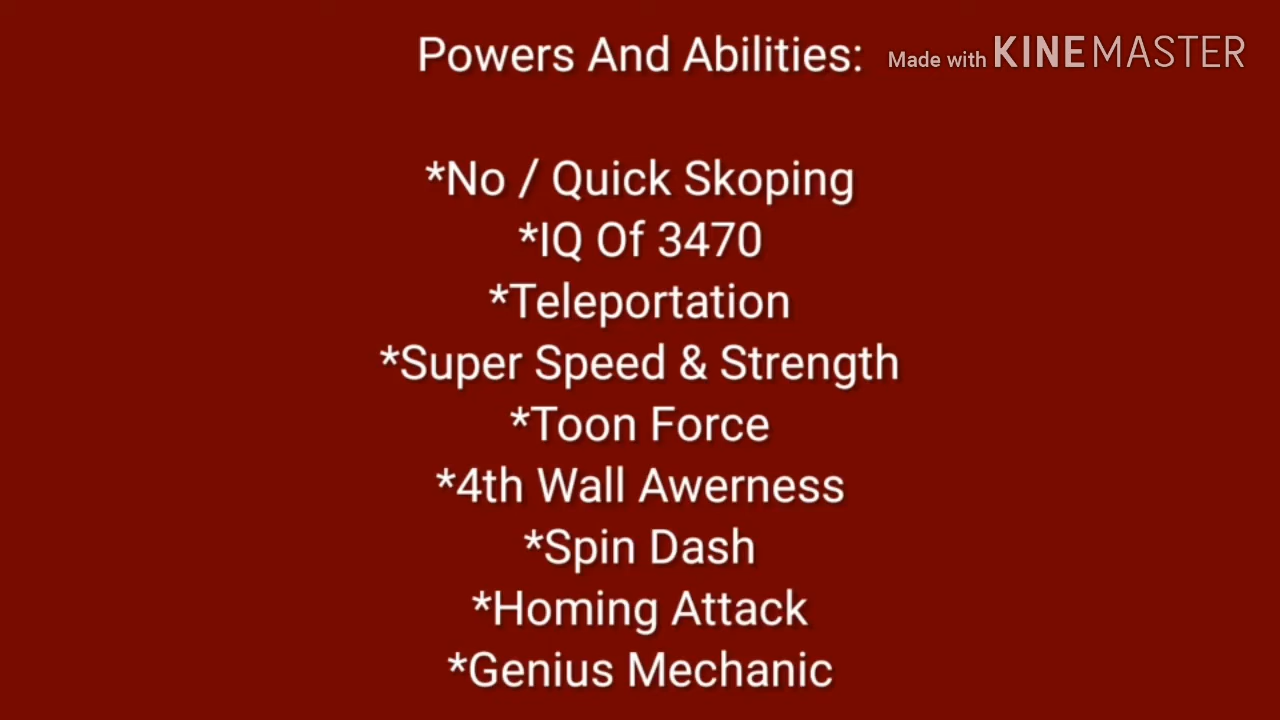 Powers And Abilities:
Made with KINEMASTER
*No / Quick Skoping
*IQ Of 3470
*Teleportation
*Super Speed & Strength
*Toon Force
*4th Wall Awerness
*Spin Dash
*Homing Attack
*Genius Mechanic